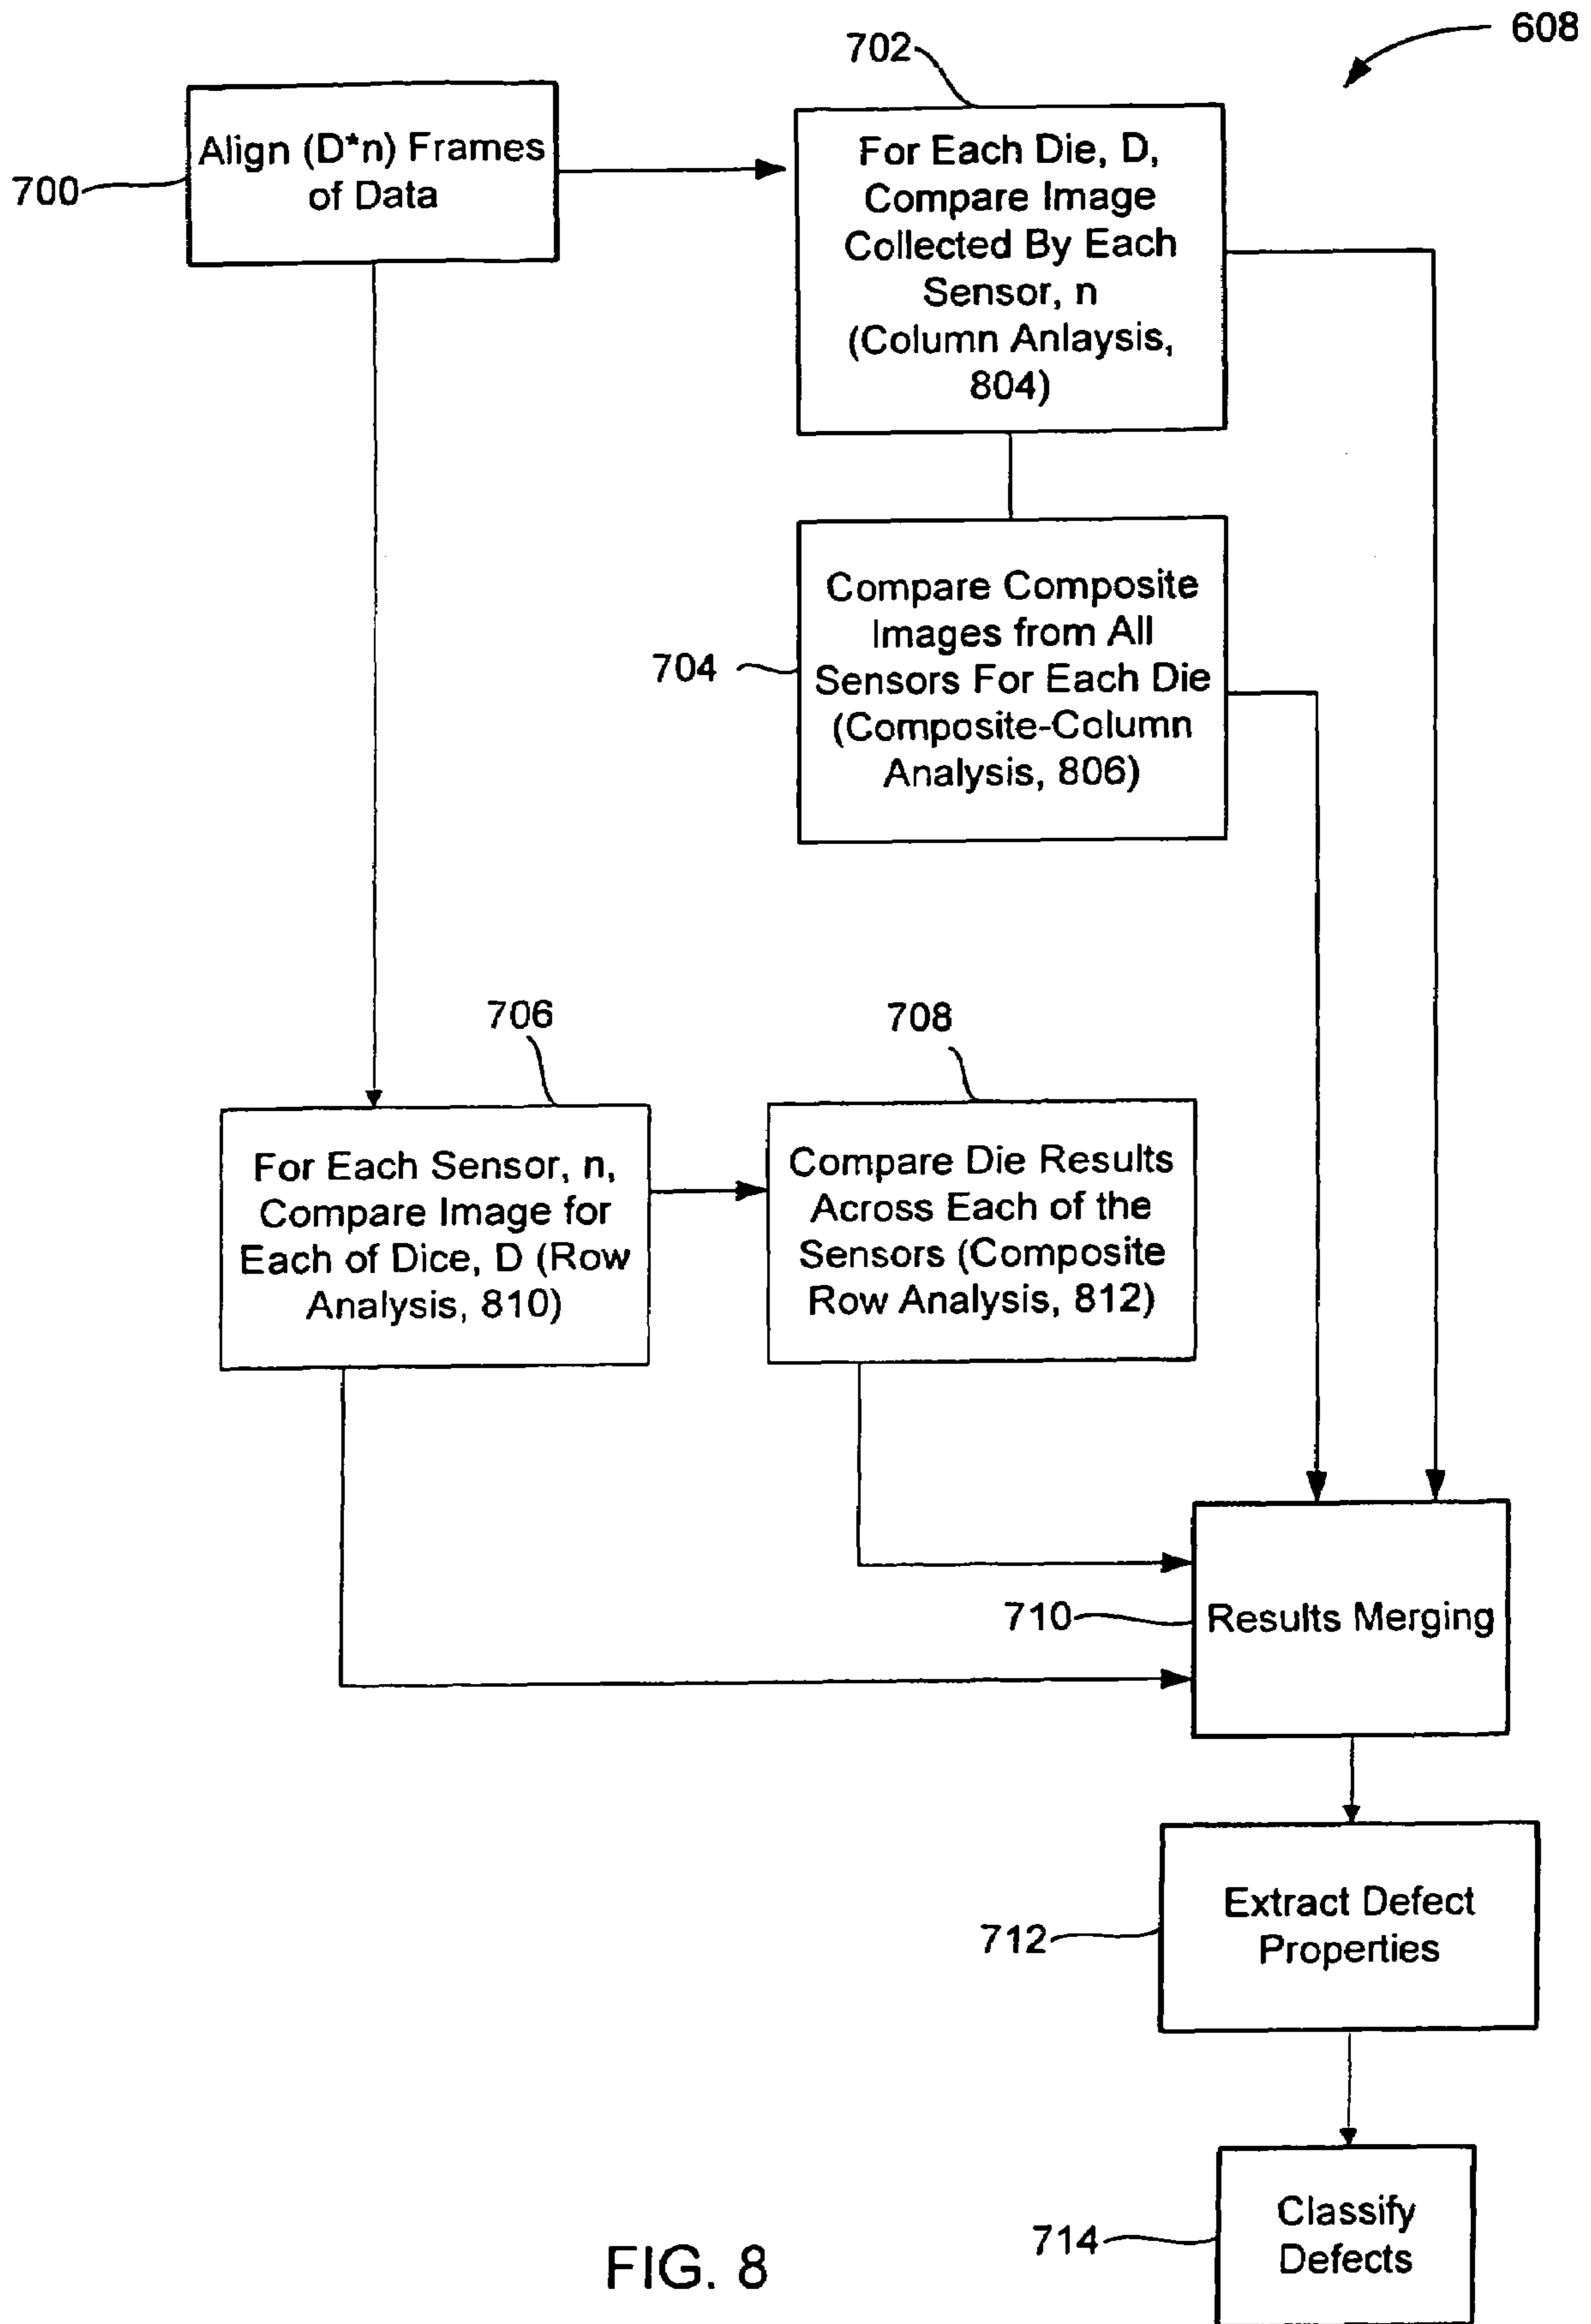 608
702
700
Align (D*n) Frames
of Data
For Each Die, D,
Compare Image
Collected By Each
Sensor, n
(Column Anlaysis,
804)
704
Compare Composite
Images from All
Sensors For Each Die
(Composite-Column
Analysis, 806)
706
708
For Each Sensor, n,
Compare Image for
Each of Dice, D (Row
Analysis, 810)
Compare Die Results
Across Each of the
Sensors (Composite
Row Analysis, 812)
710
Results Merging
712
Extract Defect
Properties
714
Classify
Defects
FIG. 8